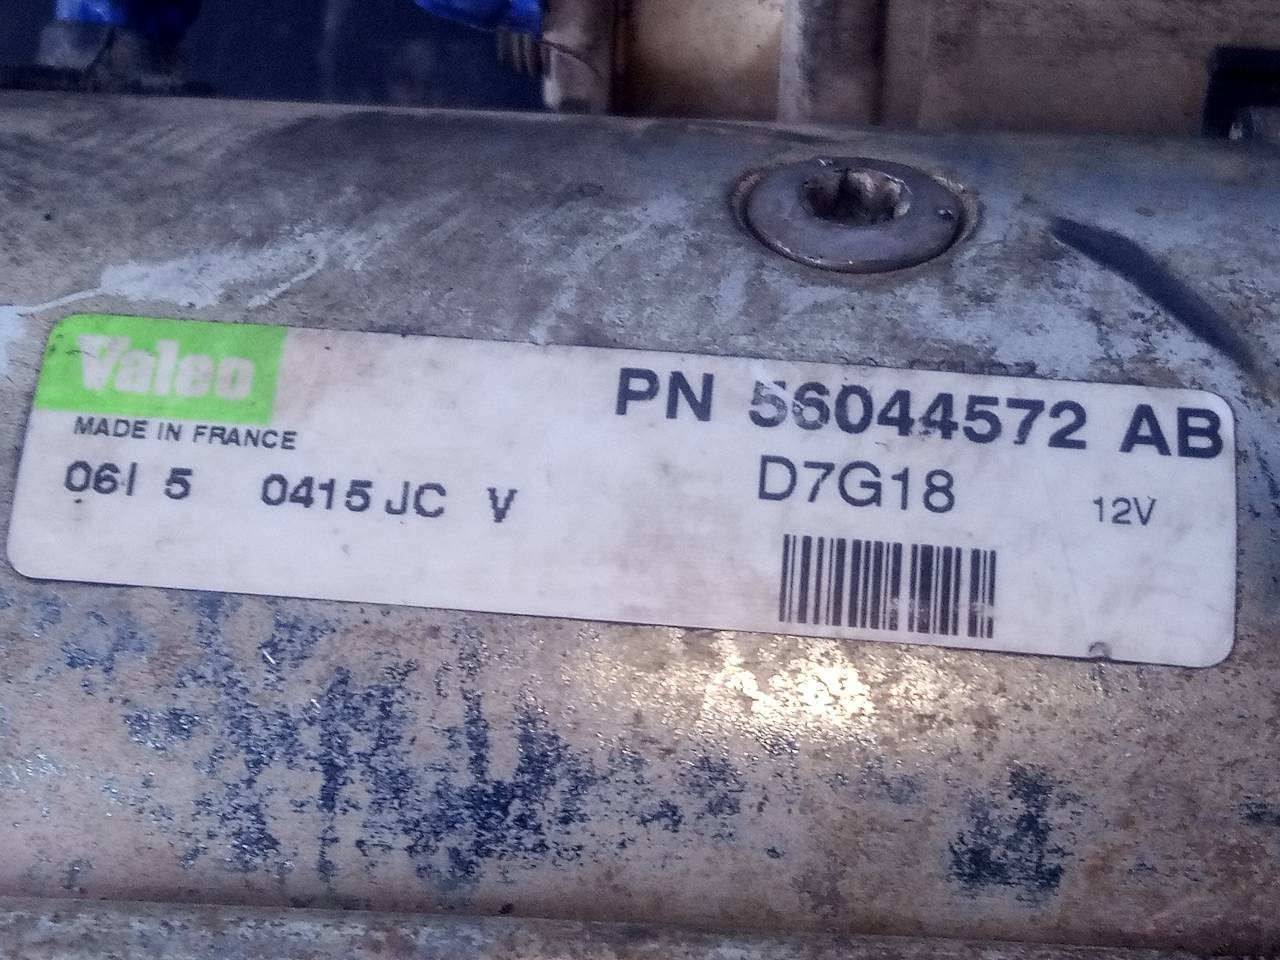 Valeo
MADE IN FRANCE
06I 5 0415 JC V
PN 56044572 AB
D7G18
12V